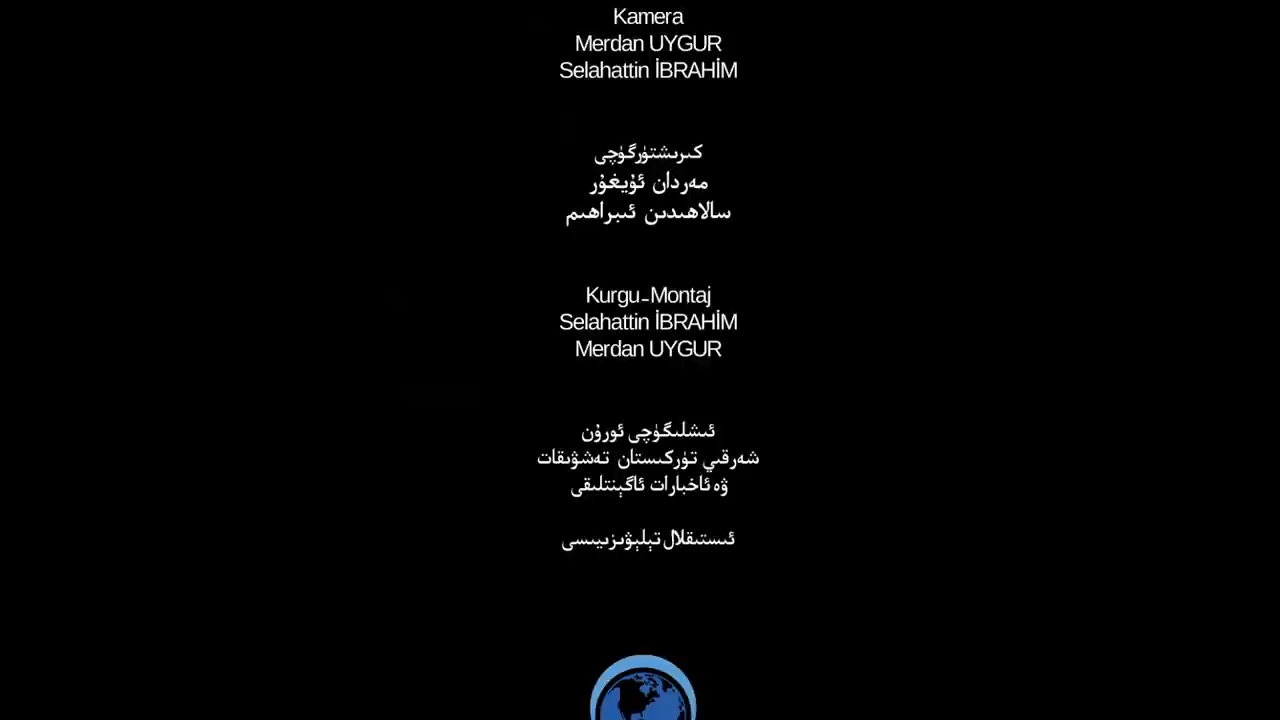 Kamera
Merdan UYGUR
Selahattin İBRAHİM
كىرىشتۈرگۈچى
مەردان ئۇيغۇر
سالاھىدىن ئىبراھىم
Kurgu-Montaj
Selahattin İBRAHİM
Merdan UYGUR
ئىشلىگۈچى ئورۇن
شەرقىي تۈركىستان تەشۋىقات
ۋە ئاخبارات ئاگېنتلىقى
ئىستىقلال تېلېۋىزىيىسى